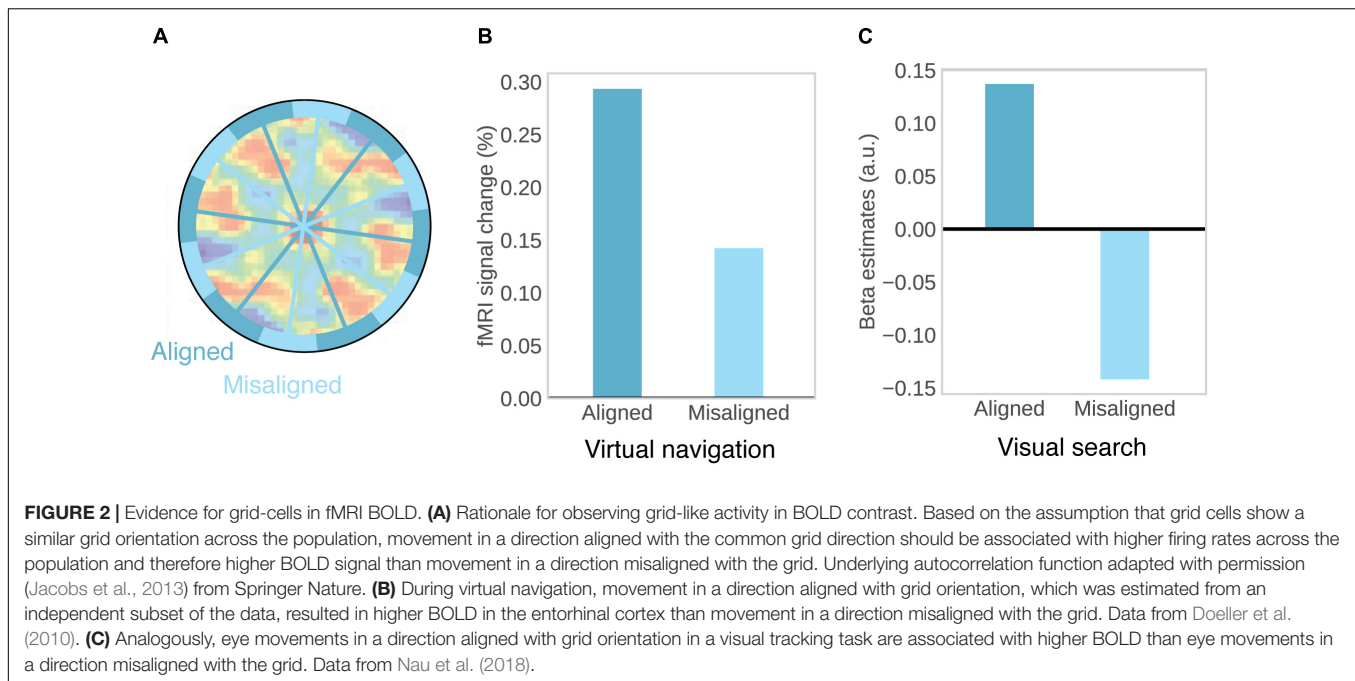 A
Aligned
Misaligned
B
fMRI signal change (%)
0.30
0.25
0.20
0.15
0.10
0.05
0.00
Aligned Misaligned
Virtual navigation
C
Beta estimates (a.u.)
0.15
0.10
0.05
0.00
−0.05
−0.10
−0.15
Aligned Misaligned
Visual search
FIGURE 2 | Evidence for grid-cells in fMRI BOLD. (A) Rationale for observing grid-like activity in BOLD contrast. Based on the assumption that grid cells show a
similar grid orientation across the population, movement in a direction aligned with the common grid direction should be associated with higher firing rates across the
population and therefore higher BOLD signal than movement in a direction misaligned with the grid. Underlying autocorrelation function adapted with permission
(Jacobs et al., 2013) from Springer Nature. (B) During virtual navigation, movement in a direction aligned with grid orientation, which was estimated from an
independent subset of the data, resulted in higher BOLD in the entorhinal cortex than movement in a direction misaligned with the grid. Data from Doeller et al.
(2010). (C) Analogously, eye movements in a direction aligned with grid orientation in a visual tracking task are associated with higher BOLD than eye movements in
a direction misaligned with the grid. Data from Nau et al. (2018).